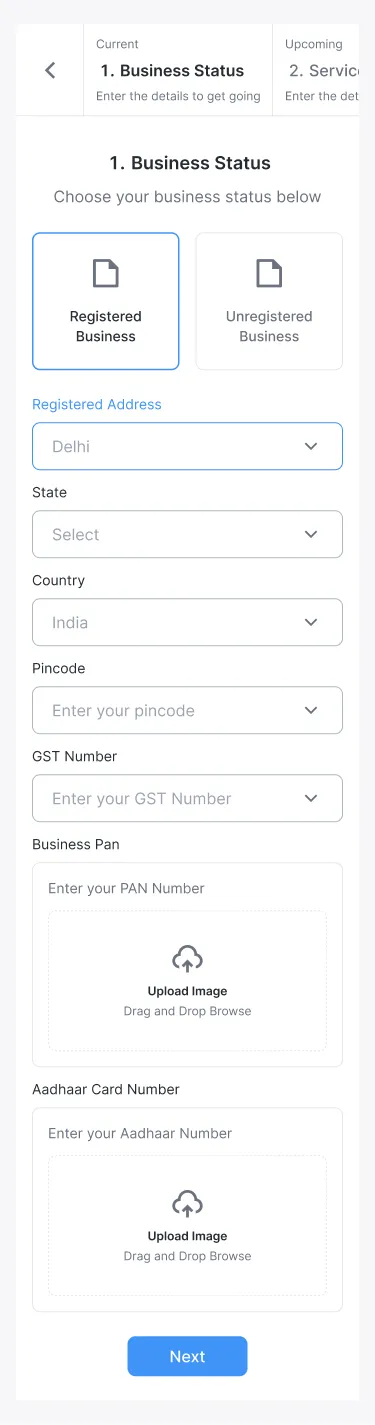 Current
1. Business Status
Enter the details to get going
Upcoming
2. Service
Enter the det
1. Business Status
Choose your business status below
Registered
Business
Unregistered
Business
Registered Address
Delhi
State
Select
Country
India
Pincode
Enter your pincode
GST Number
Enter your GST Number
Business Pan
Enter your PAN Number
Upload Image
Drag and Drop Browse
Aadhaar Card Number
Enter your Aadhaar Number
Upload Image
Drag and Drop Browse
Next